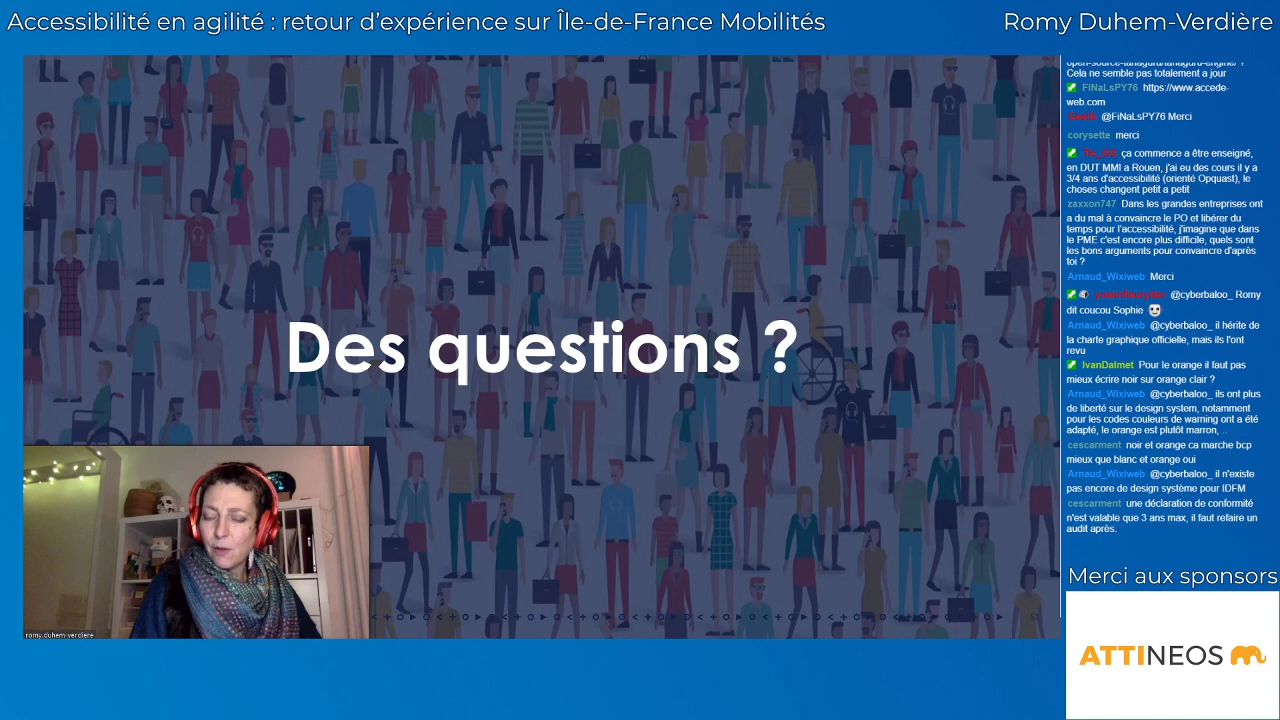 Accessibilité en agilité : retour d'expérience sur Île-de-France Mobilités
Romy Duhem-Verdière
Des questions ?
romy.duhem-verdiere
Cela ne semble pas totalement a jour
FiNaLsPY76 https://www.accede-
web.com
@FiNaLsPY76 Merci
corysette merci
ça commence a être enseigné,
en DUT MMI a Rouen, j'ai eu des cours il y a
3/4 ans d'accessibilité (orienté Opquast), le
choses changent petit a petit
zaxxon747 Dans les grandes entreprises ont
a du mal à convaincre le PO et libérer du
temps pour l'accessibilité, j'imagine que dans
le PME c'est encore plus difficile, quels sont
les bons arguments pour convaincre d'après
toi ?
Arnaud_Wixiweb Merci
@cyberbaloo_ Romy
dit coucou Sophie
Arnaud_Wixiweb @cyberbaloo_ il hérite de
la charte graphique officielle, mais ils l'ont
revu
IvanDalmet Pour le orange il faut pas
mieux écrire noir sur orange clair ?
Arnaud_Wixiweb @cyberbaloo_ ils ont plus
de liberté sur le design system, notamment
pour les codes couleurs de warning ont a été
adapté, le orange est plutôt marron, ..
cescarment noir et orange ca marche bcp
mieux que blanc et orange oui
Arnaud_Wixiweb @cyberbaloo_ il n'existe
pas encore de design système pour IDFM
cescarment une déclaration de conformité
n'est valable que 3 ans max, il faut refaire un
audit après.
Merci aux sponsors
ATTINEOS